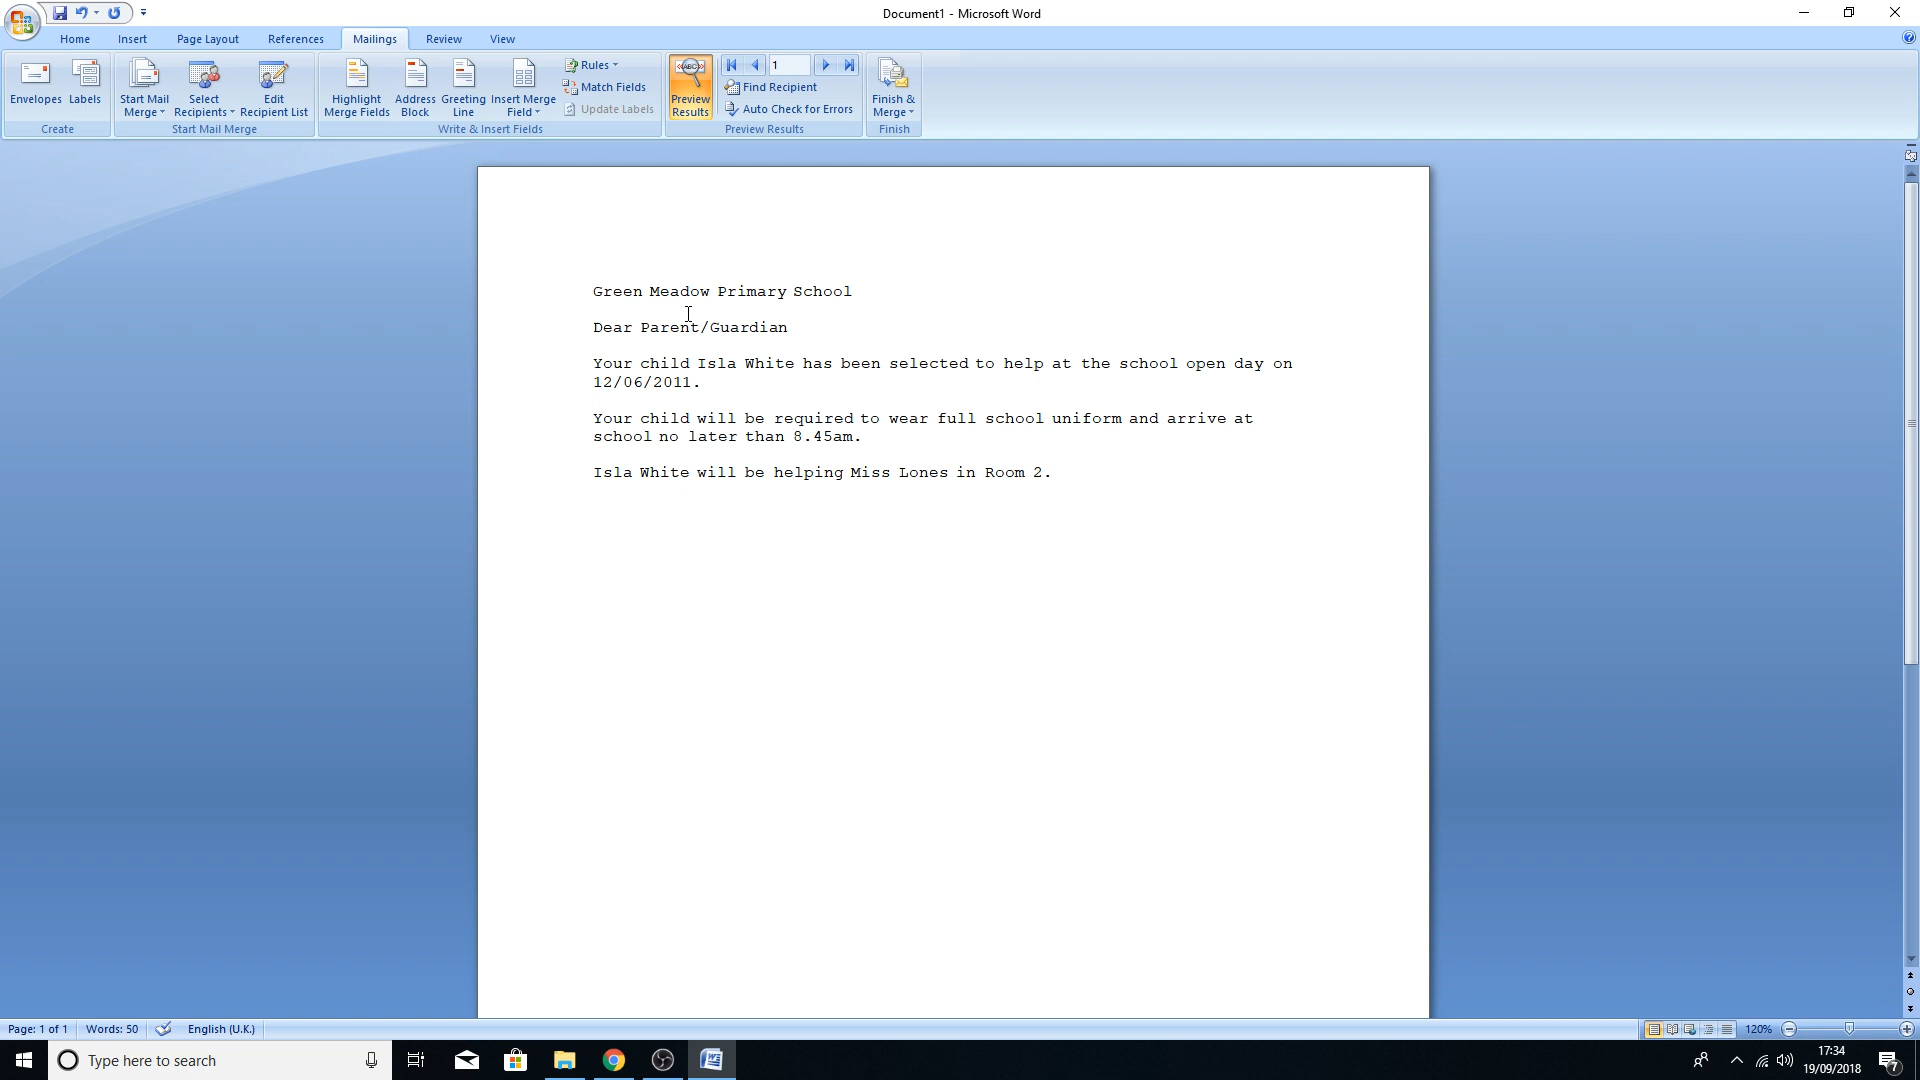 Document1 - Microsoft Word
Home Insert Page Layout References Mailings Review View
Envelopes Labels
Create
Start Mail Merge Select Recipients Edit Recipient List
Start Mail Merge
Highlight Merge Fields Address Block Greeting Line Insert Merge Field
Rules
Match Fields
Update Labels
Write & Insert Fields
«ABC»
Preview Results
1
Find Recipient
Auto Check for Errors
Preview Results
Finish & Merge
Finish
Green Meadow Primary School
Dear Parent/Guardian
Your child Isla White has been selected to help at the school open day on
12/06/2011.
Your child will be required to wear full school uniform and arrive at
school no later than 8.45am.
Isla White will be helping Miss Lones in Room 2.
Page: 1 of 1 Words: 50 English (U.K.) 120%
Type here to search
17:34
19/09/2018
7